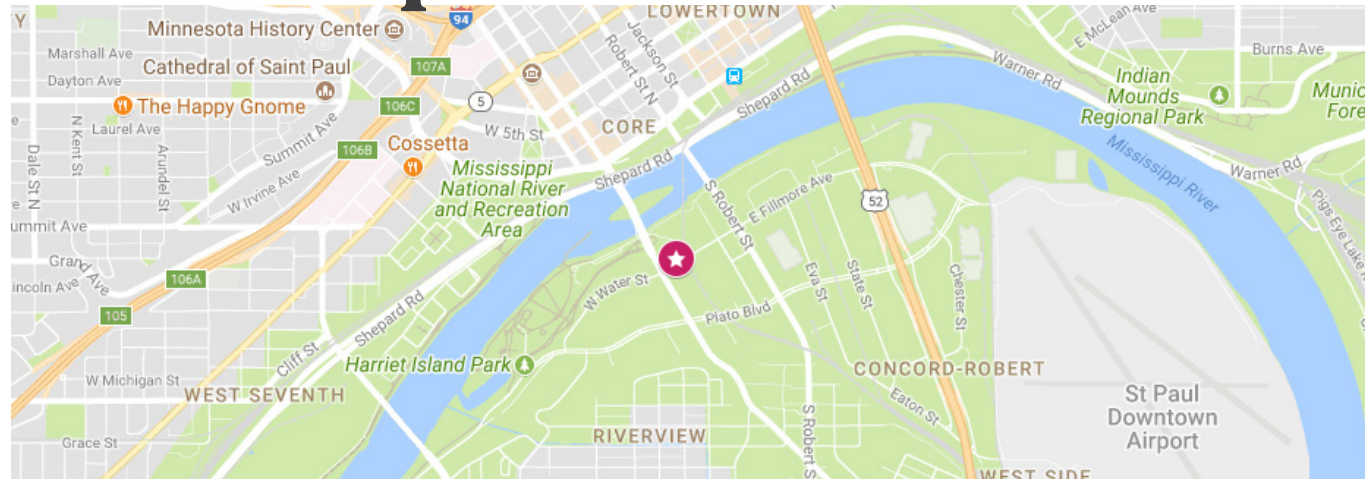 LOWERTOWN
94
Minnesota History Center
E McLean Ave
Marshall Ave
Jackson St
Robert St N
Burns Ave
Warner Rd
Cathedral of Saint Paul
107A
Dayton Ave
Indian
Mounds
Regional Park
Shepard Rd
106C
5
The Happy Gnome
Laurel Ave
N Kent St
Arundel St
Dale St N
W 5th St
CORE
Summit Ave
106B
Cossetta
Mississippi
National River
and Recreation
Area
Shepard Rd
Mississippi River
Warner Rd
W Irvine Ave
S Robert St
E Fillmore Ave
52
ummit Ave
Grand Ave
incoln Ave
106A
105
W Water St
Eva St
State St
Chester St
Plato Blvd
Shepard Rd
Cliff St
Harriet Island Park
CONCORD-ROBERT
W Michigan St
WEST SEVENTH
Eaton St
St Paul
Downtown
Airport
S Robert S
Grace St
RIVERVIEW
WEST SIDE